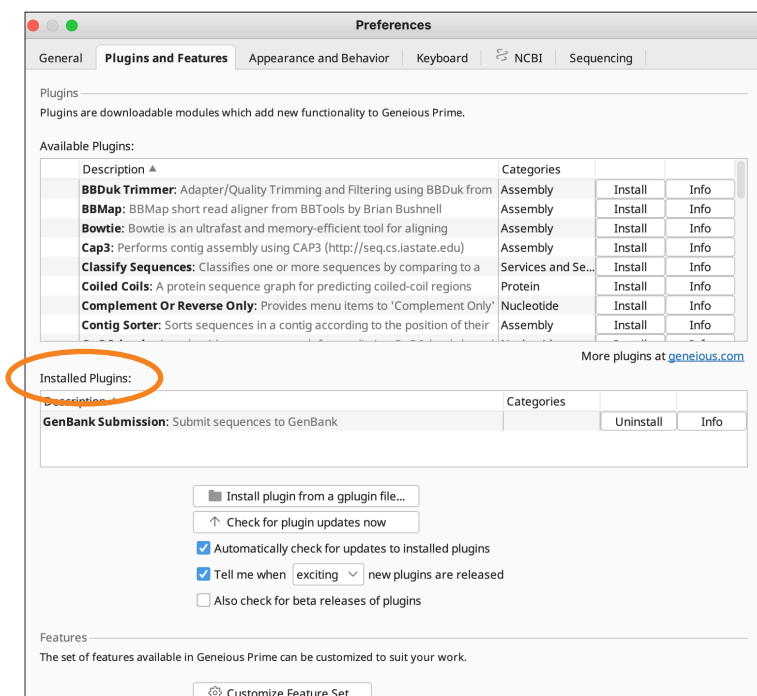 Preferences
General Plugins and Features Appearance and Behavior Keyboard NCBI Sequencing
Plugins
Plugins are downloadable modules which add new functionality to Geneious Prime.
Available Plugins:
Description Categories
BBDuk Trimmer: Adapter/Quality Trimming and Filtering using BBDuk from Assembly Install Info
BBMap: BBMap short read aligner from BBTools by Brian Bushnell Assembly Install Info
Bowtie: Bowtie is an ultrafast and memory-efficient tool for aligning Assembly Install Info
Cap3: Performs contig assembly using CAP3 (http://seq.cs.iastate.edu) Assembly Install Info
Classify Sequences: Classifies one or more sequences by comparing to a Services and Se... Install Info
Coiled Coils: A protein sequence graph for predicting coiled-coil regions Protein Install Info
Complement Or Reverse Only: Provides menu items to 'Complement Only' Nucleotide Install Info
Contig Sorter: Sorts sequences in a contig according to the position of their Assembly Install Info
More plugins at geneious.com
Installed Plugins:
Description Categories
GenBank Submission: Submit sequences to GenBank Uninstall Info
Install plugin from a gplugin file...
Check for plugin updates now
Automatically check for updates to installed plugins
Tell me when exciting new plugins are released
Also check for beta releases of plugins
Features
The set of features available in Geneious Prime can be customized to suit your work.
Customize Feature Set